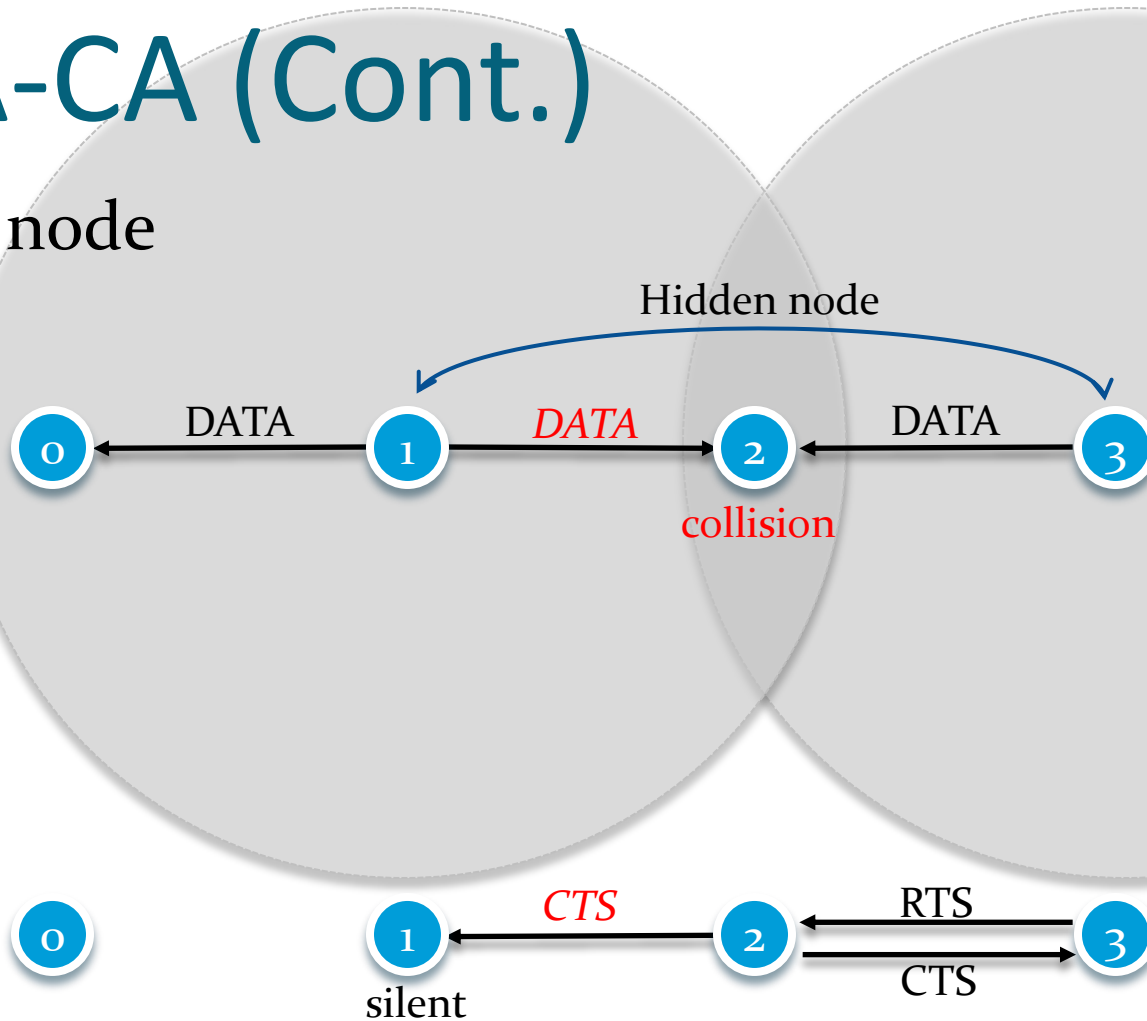 -CA (Cont.)
node
Hidden node
DATA DATA DATA
0 1 2 3
collision
CTS RTS
0 1 2 3
CTS
silent